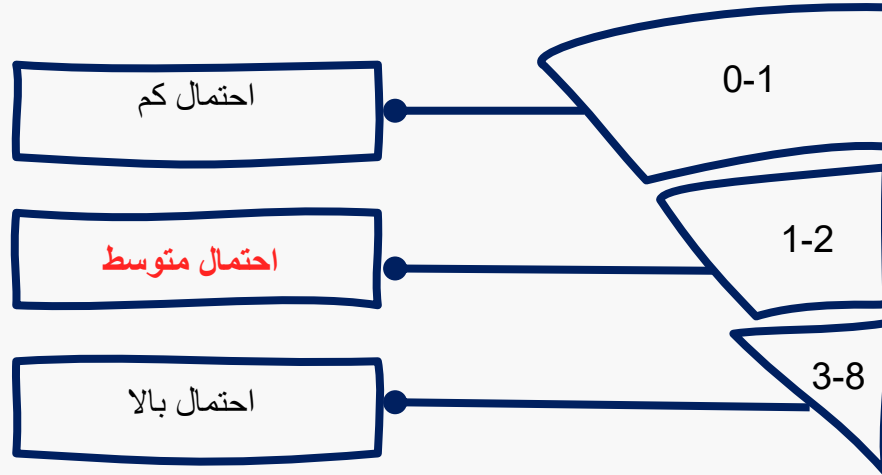 احتمال کم
0-1
احتمال متوسط
1-2
احتمال بالا
3-8